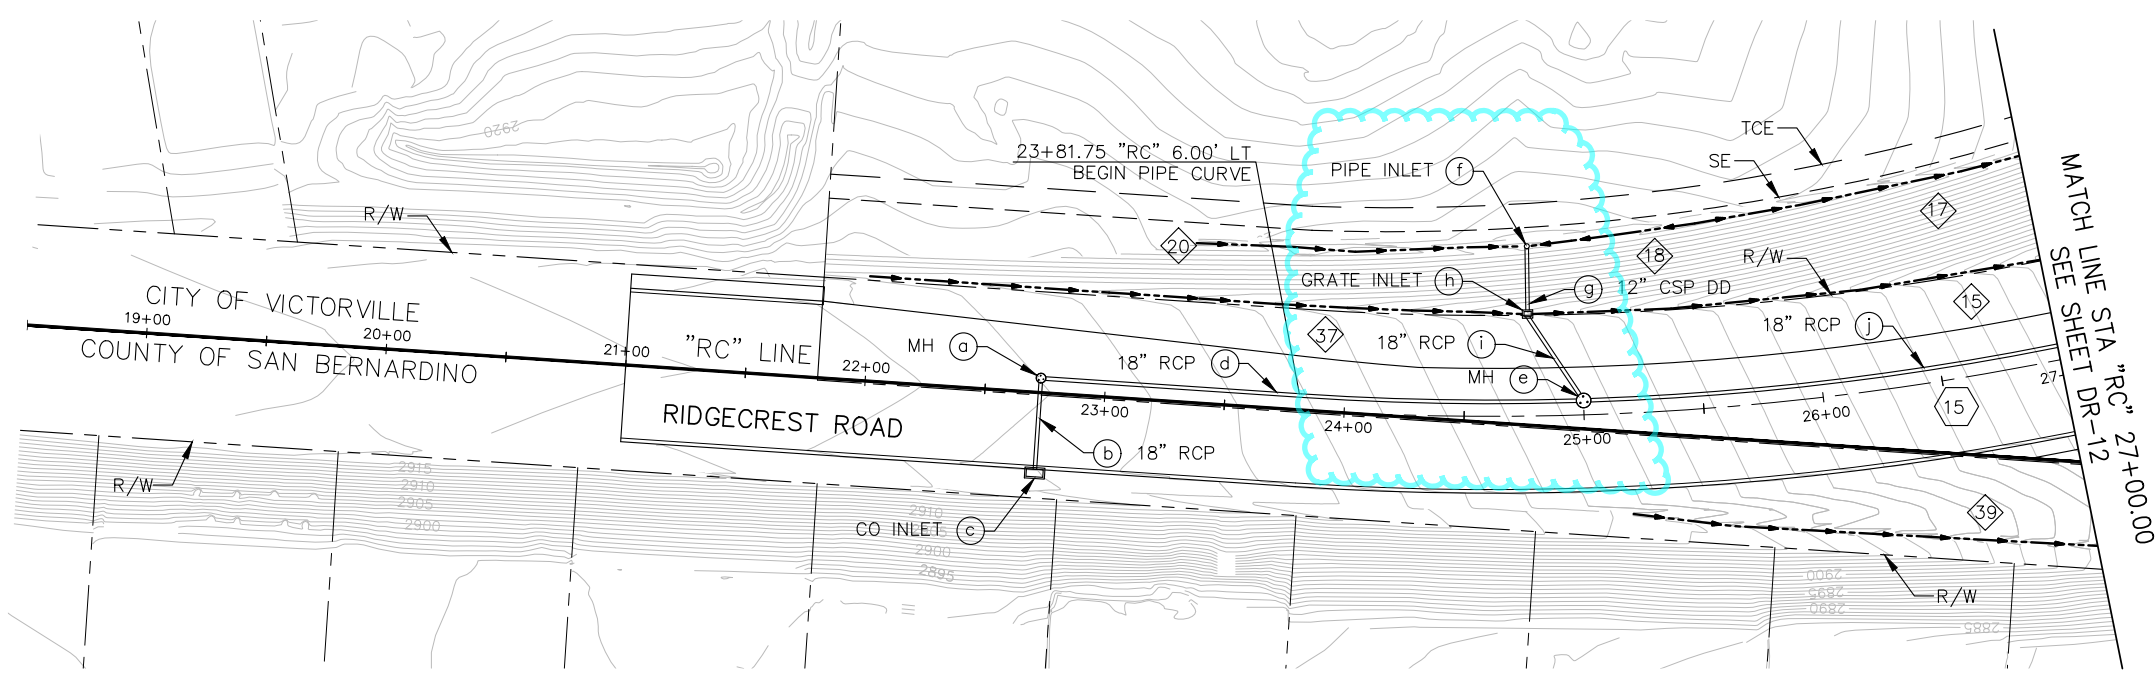 2920
TCE
SE
23+81.75 "RC" 6.00' LT
BEGIN PIPE CURVE
PIPE INLET f
R/W
20
17
18
R/W
GRATE INLET h
g 12" CSP DD
15
CITY OF VICTORVILLE
19+00
20+00
21+00
22+00
23+00
24+00
25+00
26+00
27
COUNTY OF SAN BERNARDINO
"RC" LINE
MH a
18" RCP d
37
18" RCP i
MH e
18" RCP j
15
RIDGECREST ROAD
b 18" RCP
CO INLET c
R/W
2915
2910
2905
2900
2910
2900
2895
39
R/W
2900
2895
2890
2885
MATCH LINE STA "RC" 27+00.00
SEE SHEET DR-12